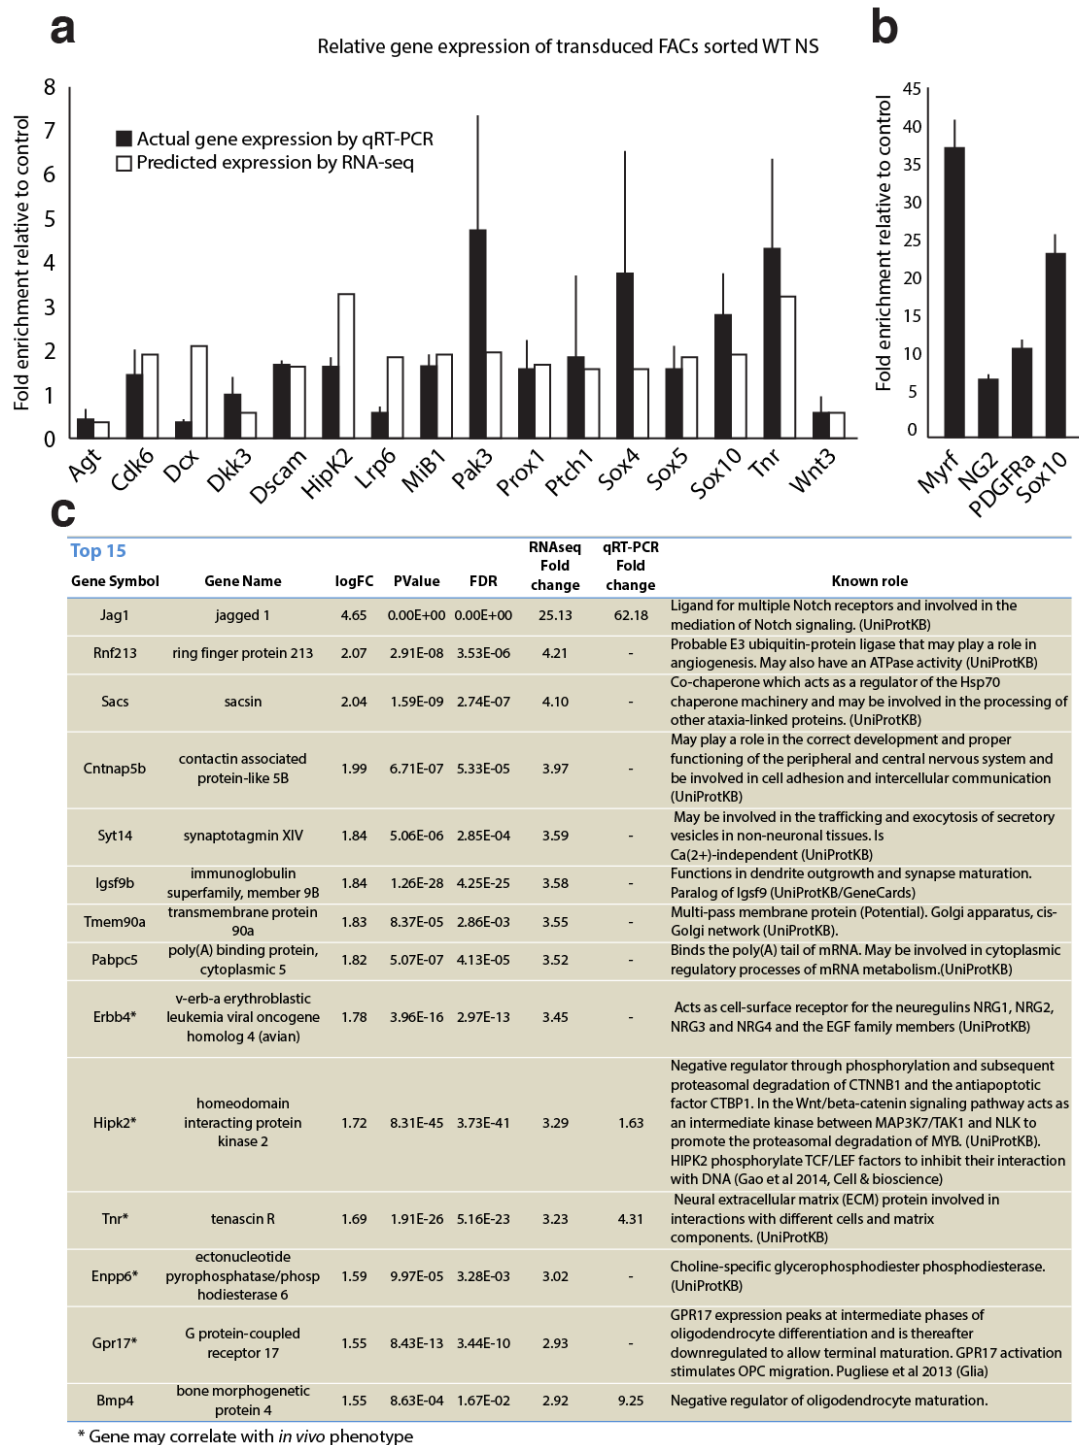 a
b
Relative gene expression of transduced FACs sorted WT NS
Fold enrichment relative to control
8
7
6
5
4
3
2
1
0
Actual gene expression by qRT-PCR
Predicted expression by RNA-seq
Agt
Cdk6
Dcx
Dkk3
Dscam
HipK2
Lrp6
MiB1
Pak3
Prox1
Ptch1
Sox4
Sox5
Sox10
Tnr
Wnt3
Fold enrichment relative to control
45
40
35
30
25
20
15
10
5
0
Myrf
NG2
PDGFRa
Sox10
c
Top 15
Gene Symbol Gene Name logFC PValue FDR RNAseq Fold change qRT-PCR Fold change Known role
Jag1 jagged 1 4.65 0.00E+00 0.00E+00 25.13 62.18 Ligand for multiple Notch receptors and involved in the
mediation of Notch signaling. (UniProtKB)
Rnf213 ring finger protein 213 2.07 2.91E-08 3.53E-06 4.21 - Probable E3 ubiquitin-protein ligase that may play a role in
angiogenesis. May also have an ATPase activity (UniProtKB)
Sacs sacsin 2.04 1.59E-09 2.74E-07 4.10 - Co-chaperone which acts as a regulator of the Hsp70
chaperone machinery and may be involved in the processing of
other ataxia-linked proteins. (UniProtKB)
Cntnap5b contactin associated protein-like 5B 1.99 6.71E-07 5.33E-05 3.97 - May play a role in the correct development and proper
functioning of the peripheral and central nervous system and
be involved in cell adhesion and intercellular communication
(UniProtKB)
Syt14 synaptotagmin XIV 1.84 5.06E-06 2.85E-04 3.59 - May be involved in the trafficking and exocytosis of secretory
vesicles in non-neuronal tissues. Is
Ca(2+)-independent (UniProtKB)
Igsf9b immunoglobulin superfamily, member 9B 1.84 1.26E-28 4.25E-25 3.58 - Functions in dendrite outgrowth and synapse maturation.
Paralog of Igsf9 (UniProtKB/GeneCards)
Tmem90a transmembrane protein 90a 1.83 8.37E-05 2.86E-03 3.55 - Multi-pass membrane protein (Potential). Golgi apparatus, cis-
Golgi network (UniProtKB).
Pabpc5 poly(A) binding protein, cytoplasmic 5 1.82 5.07E-07 4.13E-05 3.52 - Binds the poly(A) tail of mRNA. May be involved in cytoplasmic
regulatory processes of mRNA metabolism.(UniProtKB)
Erbb4* v-erb-a erythroblastic leukemia viral oncogene homolog 4 (avian) 1.78 3.96E-16 2.97E-13 3.45 - Acts as cell-surface receptor for the neuregulins NRG1, NRG2,
NRG3 and NRG4 and the EGF family members (UniProtKB)
Hipk2* homeodomain interacting protein kinase 2 1.72 8.31E-45 3.73E-41 3.29 1.63 Negative regulator through phosphorylation and subsequent
proteasomal degradation of CTNNB1 and the antiapoptotic
factor CTBP1. In the Wnt/beta-catenin signaling pathway acts as
an intermediate kinase between MAP3K7/TAK1 and NLK to
promote the proteasomal degradation of MYB. (UniProtKB).
HIPK2 phosphorylate TCF/LEF factors to inhibit their interaction
with DNA (Gao et al 2014, Cell & bioscience)
Tnr* tenascin R 1.69 1.91E-26 5.16E-23 3.23 4.31 Neural extracellular matrix (ECM) protein involved in
interactions with different cells and matrix
components. (UniProtKB)
Enpp6* ectonucleotide pyrophosphatase/phosp hodiesterase 6 1.59 9.97E-05 3.28E-03 3.02 - Choline-specific glycerophosphodiester phosphodiesterase.
(UniProtKB)
Gpr17* G protein-coupled receptor 17 1.55 8.43E-13 3.44E-10 2.93 - GPR17 expression peaks at intermediate phases of
oligodendrocyte differentiation and is thereafter
downregulated to allow terminal maturation. GPR17 activation
stimulates OPC migration. Pugliese et al 2013 (Glia)
Bmp4 bone morphogenetic protein 4 1.55 8.63E-04 1.67E-02 2.92 9.25 Negative regulator of oligodendrocyte maturation.
* Gene may correlate with in vivo phenotype